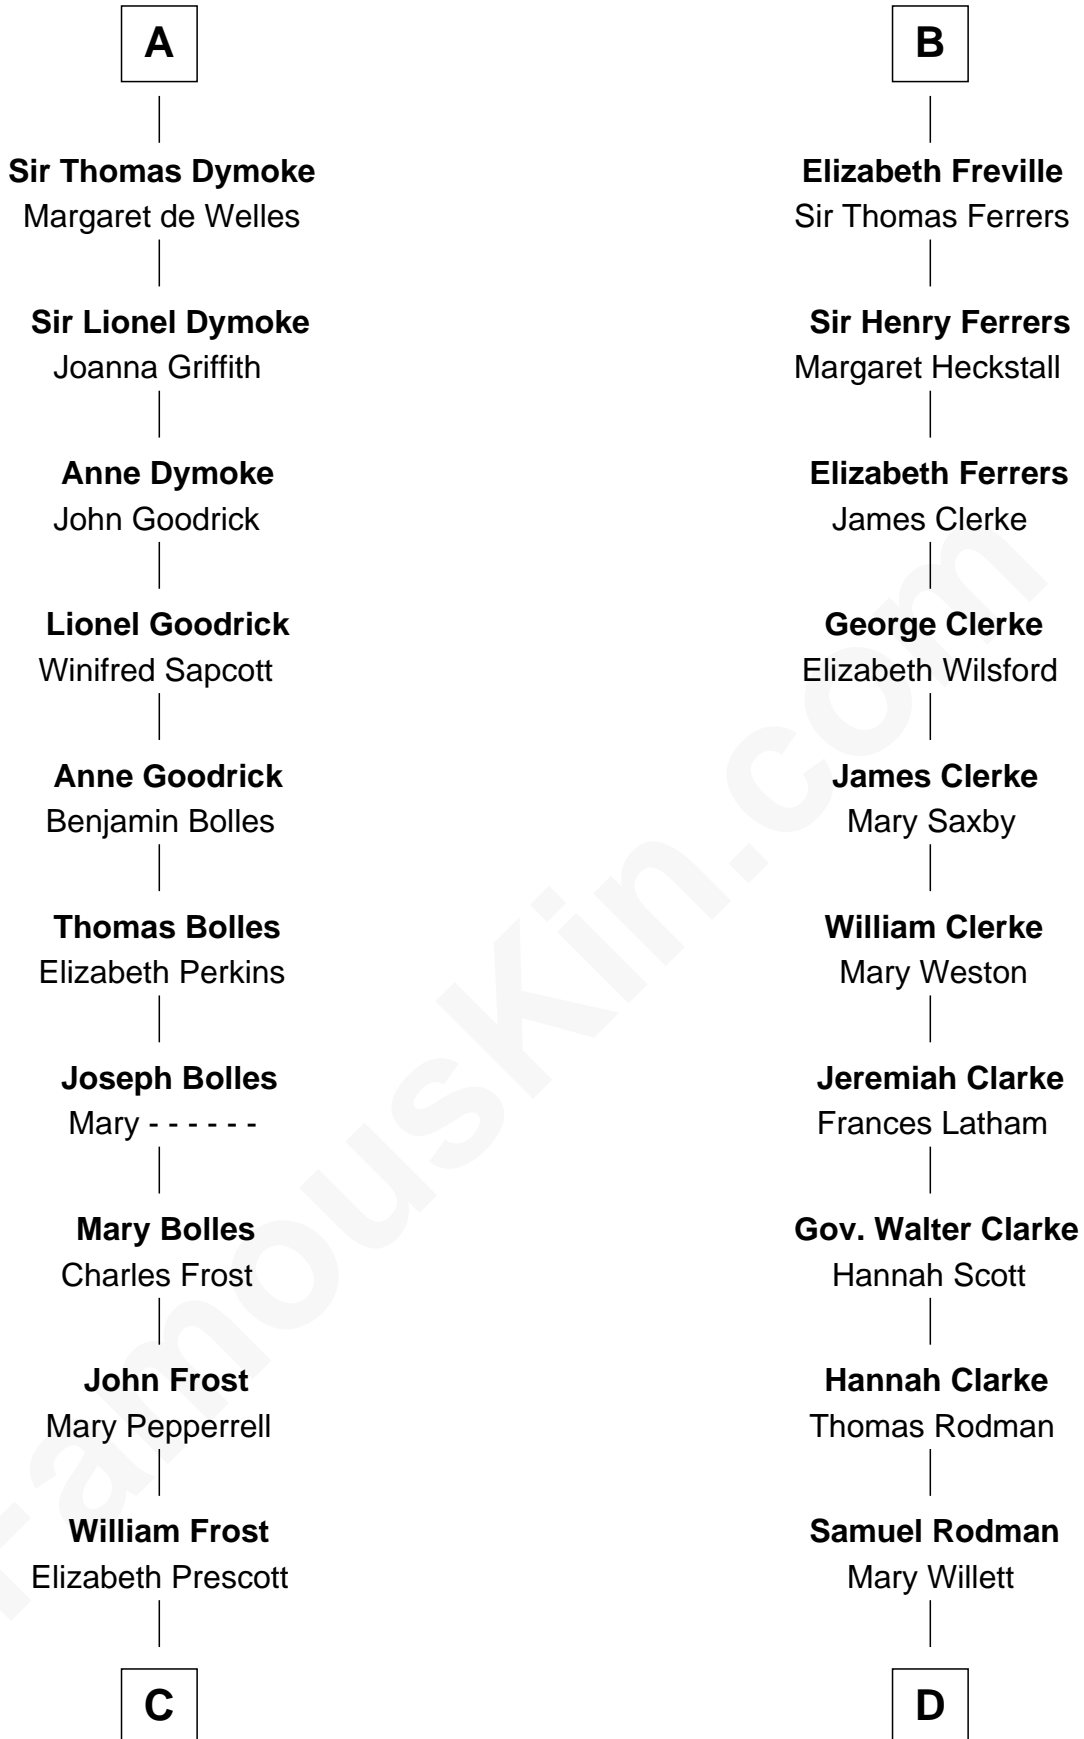 A
Sir Thomas Dymoke
Margaret de Welles
Sir Lionel Dymoke
Joanna Griffith
Anne Dymoke
John Goodrick
Lionel Goodrick
Winifred Sapcott
Anne Goodrick
Benjamin Bolles
Thomas Bolles
Elizabeth Perkins
Joseph Bolles
Mary - - - - - -
Mary Bolles
Charles Frost
John Frost
Mary Pepperrell
William Frost
Elizabeth Prescott
C
B
Elizabeth Freville
Sir Thomas Ferrers
Sir Henry Ferrers
Margaret Heckstall
Elizabeth Ferrers
James Clerke
George Clerke
Elizabeth Wilsford
James Clerke
Mary Saxby
William Clerke
Mary Weston
Jeremiah Clarke
Frances Latham
Gov. Walter Clarke
Hannah Scott
Hannah Clarke
Thomas Rodman
Samuel Rodman
Mary Willett
D
FamousKin.com